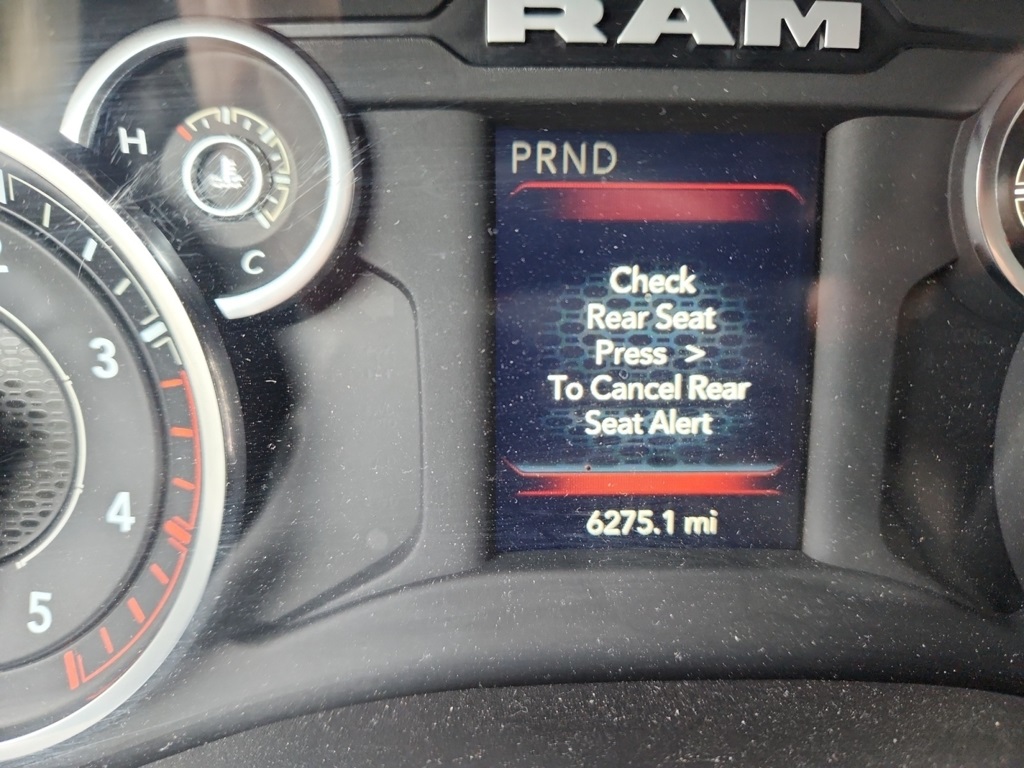 RAM
H
PRND
C
Check
Rear Seat
Press >
To Cancel Rear
Seat Alert
3
4
5
6275.1 mi